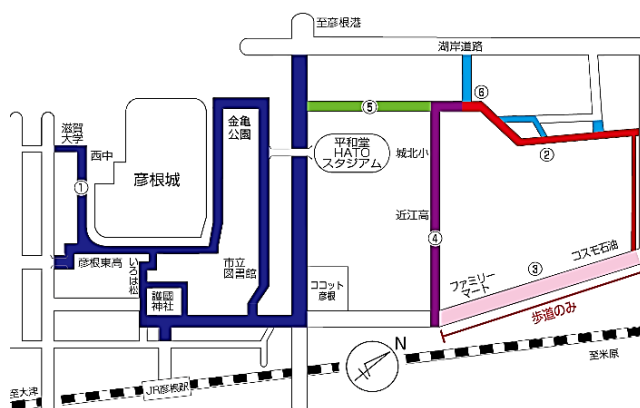 至彦根港
湖岸道路
⑥
⑤
滋賀
大学
西中
金亀
公園
平和堂
HATO
スタジアム
城北小
②
彦根城
①
近江高
④
コスモ石油
③
ファミリー
マート
彦根東高
いろは松
市立
図書館
護國
神社
ココット
彦根
歩道のみ
N
至米原
JR彦根駅
至大津